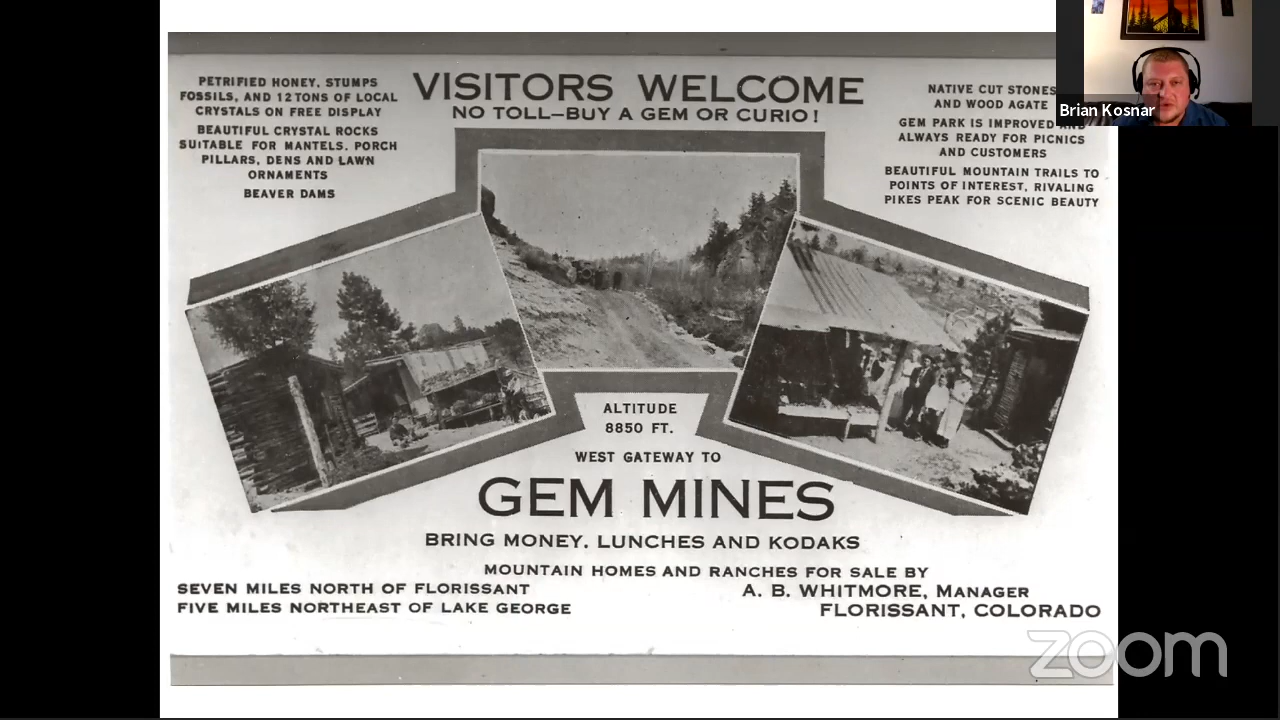 VISITORS WELCOME
NO TOLL—BUY A GEM OR CURIO!
PETRIFIED HONEY, STUMPS
FOSSILS, AND 12 TONS OF LOCAL
CRYSTALS ON FREE DISPLAY
BEAUTIFUL CRYSTAL ROCKS
SUITABLE FOR MANTELS, PORCH
PILLARS, DENS AND LAWN
ORNAMENTS
BEAVER DAMS
NATIVE CUT STONES
AND WOOD AGATE
GEM PARK IS IMPROVED AND
ALWAYS READY FOR PICNICS
AND CUSTOMERS
BEAUTIFUL MOUNTAIN TRAILS TO
POINTS OF INTEREST, RIVALING
PIKES PEAK FOR SCENIC BEAUTY
Brian Kosnar
ALTITUDE
8850 FT.
WEST GATEWAY TO
GEM MINES
BRING MONEY, LUNCHES AND KODAKS
MOUNTAIN HOMES AND RANCHES FOR SALE BY
SEVEN MILES NORTH OF FLORISSANT
FIVE MILES NORTHEAST OF LAKE GEORGE
A. B. WHITMORE, MANAGER
FLORISSANT, COLORADO
zoom